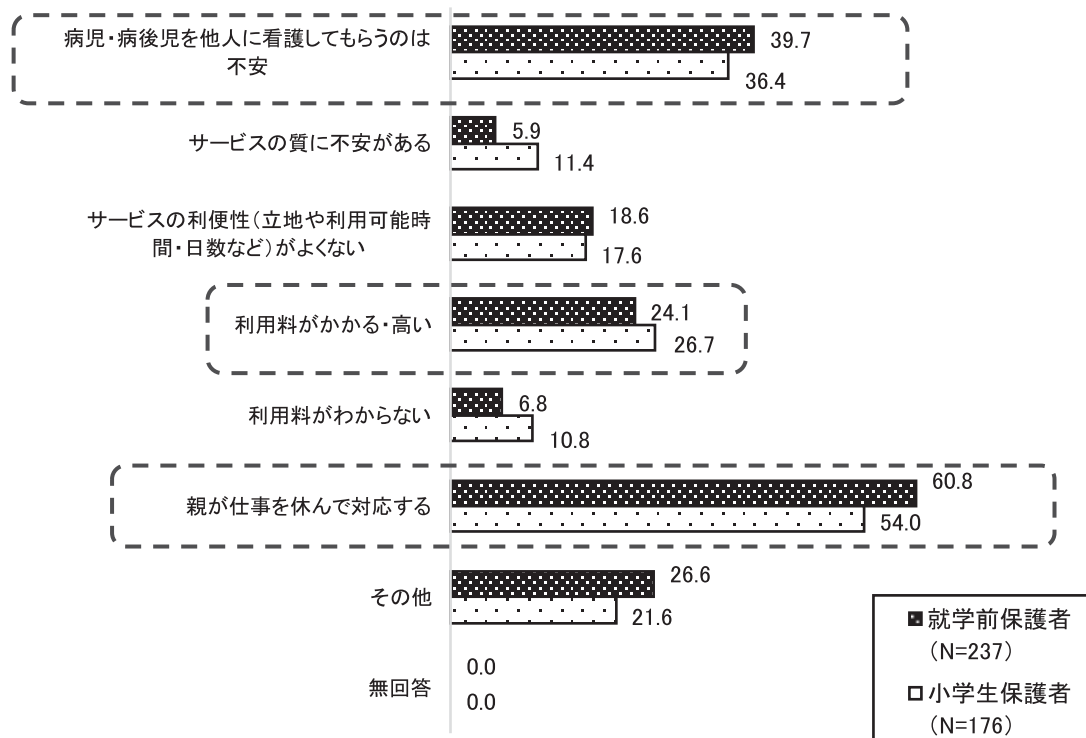 病児・病後児を他人に看護してもらうのは
不安
39.7
36.4
サービスの質に不安がある
5.9
11.4
サービスの利便性(立地や利用可能時
間・日数など)がよくない
18.6
17.6
利用料がかかる・高い
24.1
26.7
利用料がわからない
6.8
10.8
親が仕事を休んで対応する
60.8
54.0
その他
26.6
21.6
無回答
0.0
0.0
就学前保護者
(N=237)
小学生保護者
(N=176)